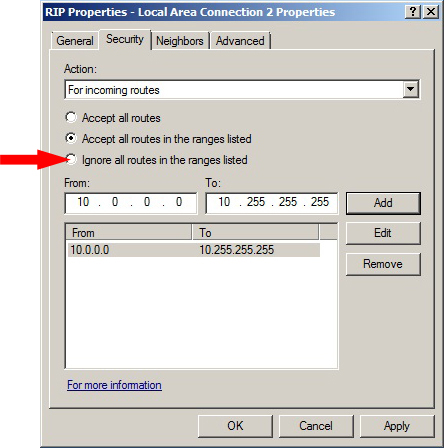 RIP Properties - Local Area Connection 2 Properties
General Security Neighbors Advanced
Action:
For incoming routes
Accept all routes
Accept all routes in the ranges listed
Ignore all routes in the ranges listed
From: To:
10 . 0 . 0 . 0 10 . 255 . 255 . 255 Add
From To Edit
10.0.0.0 10.255.255.255
Remove
For more information
OK Cancel Apply